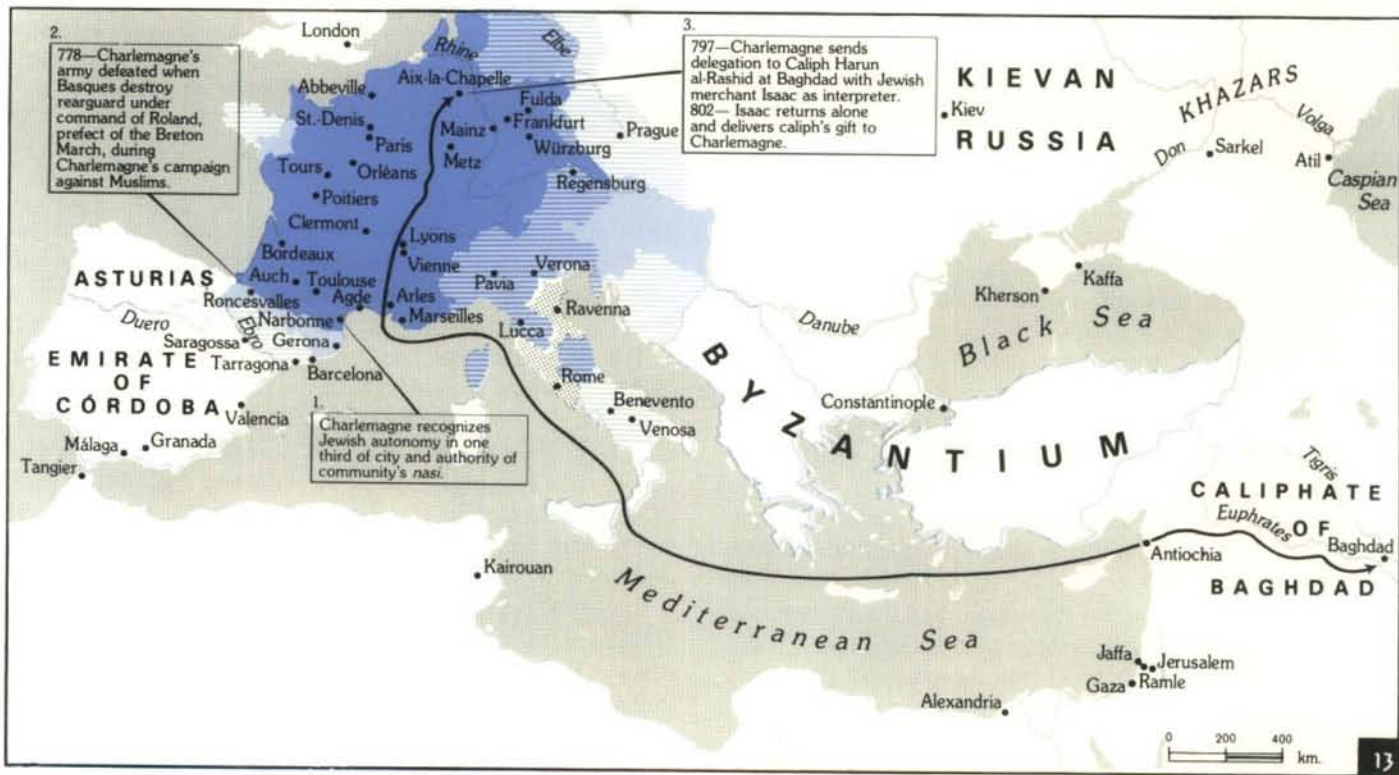 2.
778—Charlemagne's
army defeated when
Basques destroy
rearguard under
command of Roland,
prefect of the Breton
March, during
Charlemagne's campaign
against Muslims.
3.
797—Charlemagne sends
delegation to Caliph Harun
al-Rashid at Baghdad with Jewish
merchant Isaac as interpreter.
802— Isaac returns alone
and delivers caliph's gift to
Charlemagne.
1.
Charlemagne recognizes
Jewish autonomy in one
third of city and authority of
community's nasi.
London
Rhine
Elbe
Aix-la-Chapelle
Abbeville
St.-Denis
Paris
Fulda
Frankfurt
Mainz
Würzburg
Metz
Prague
Tours
Orléans
Regensburg
Poitiers
Clermont
Lyons
Vienne
Bordeaux
Auch
Toulouse
Agde
Arles
Marseilles
Pavia
Verona
Ravenna
Lucca
Rome
Benevento
Venosa
ASTURIAS
Roncesvalles
Narbonne
Duero
Ebro
Saragossa
Gerona
Tarragona
Barcelona
EMIRATE
OF
CÓRDOBA
Valencia
Málaga
Granada
Tangier
KIEVAN
RUSSIA
Kiev
KHAZARS
Volga
Don
Sarkel
Atil
Caspian
Sea
Kaffa
Kherson
Black Sea
Danube
BYZANTIUM
Constantinople
Tigris
CALIPHATE
OF
BAGHDAD
Euphrates
Baghdad
Antiochia
Kairouan
Mediterranean Sea
Jaffa
Jerusalem
Gaza
Ramle
Alexandria
0 200 400
km.
13